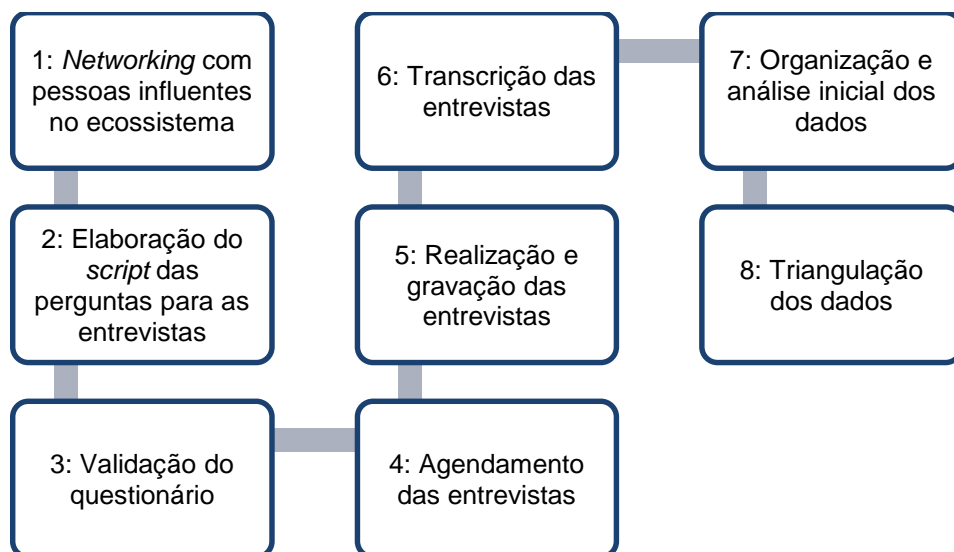 1: Networking com
pessoas influentes
no ecossistema
2: Elaboração do
script das
perguntas para as
entrevistas
3: Validação do
questionário
4: Agendamento
das entrevistas
5: Realização e
gravação das
entrevistas
6: Transcrição das
entrevistas
7: Organização e
análise inicial dos
dados
8: Triangulação
dos dados